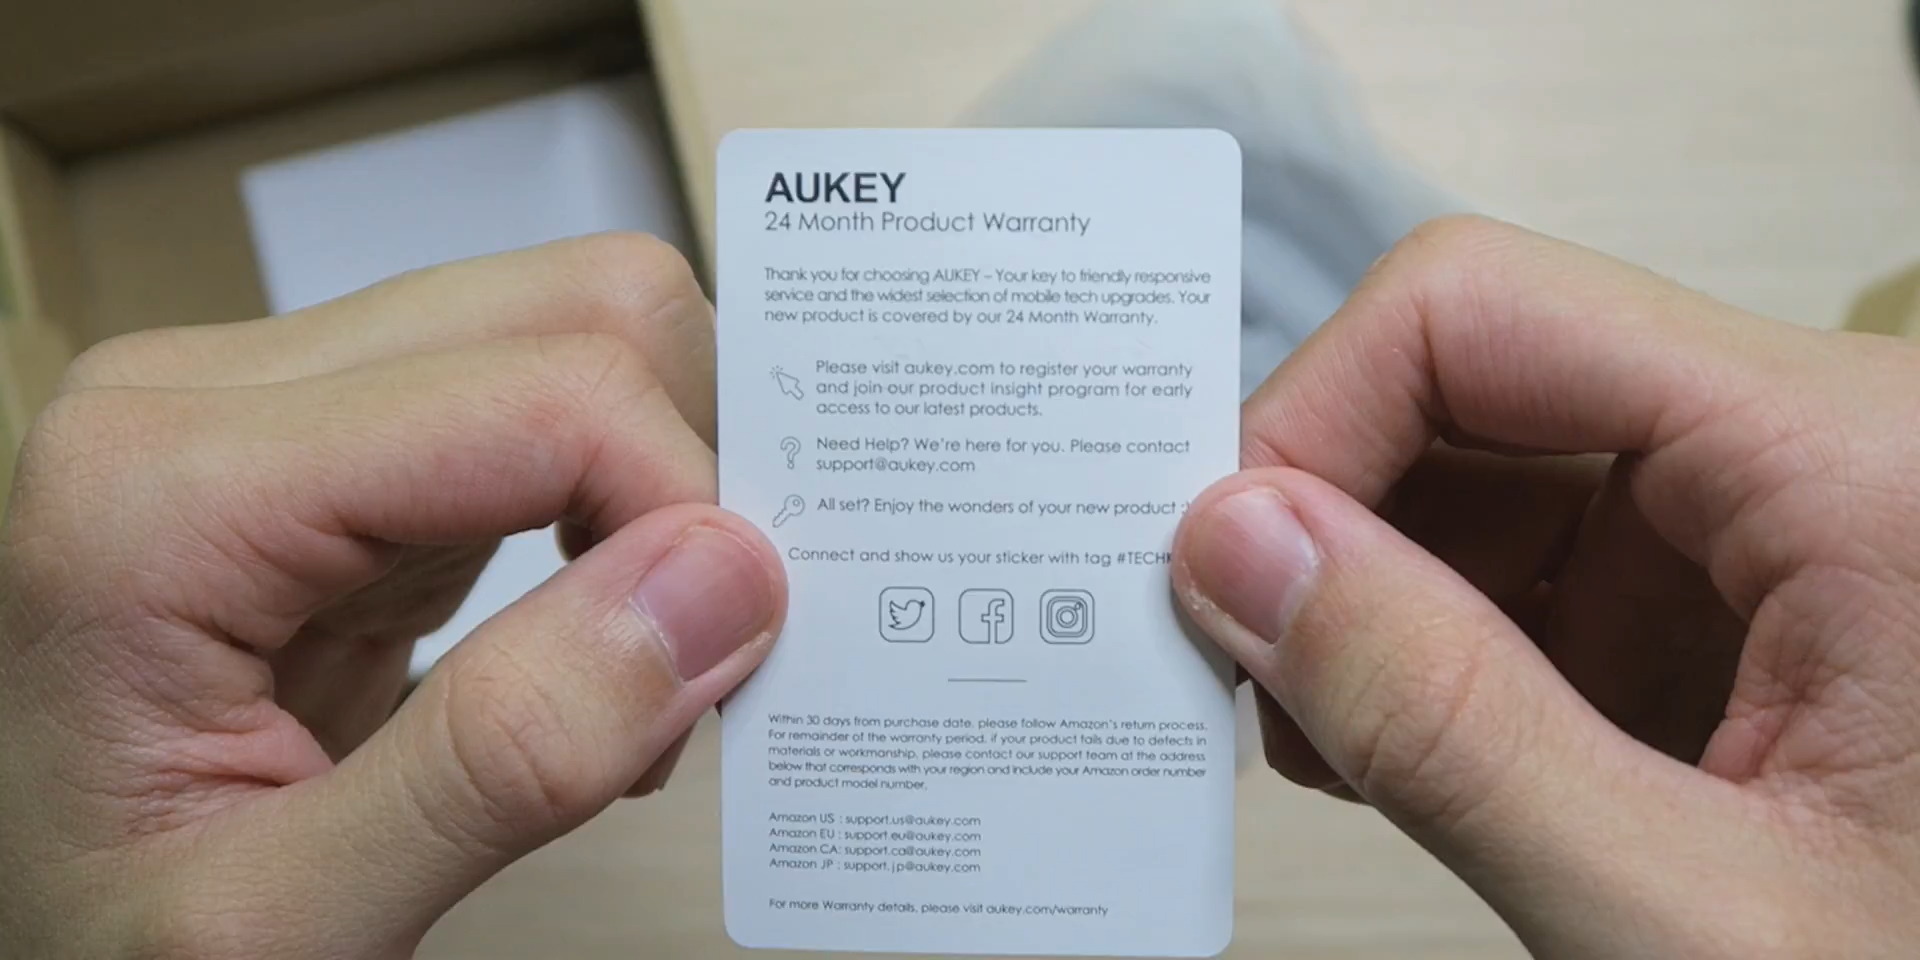 AUKEY
24 Month Product Warranty
Thank you for choosing AUKEY – Your key to friendly responsive
service and the widest selection of mobile tech upgrades. Your
new product is covered by our 24 Month Warranty.
Please visit aukey.com to register your warranty
and join our product insight program for early
access to our latest products.
Need Help? We're here for you. Please contact
support@aukey.com
All set? Enjoy the wonders of your new product :)
Connect and show us your sticker with tag
Within 30 days from purchase date, please follow Amazon's return process.
For remainder of the warranty period, if your product fails due to defects in
materials or workmanship, please contact our support team at the address
below that corresponds with your region and include your Amazon order number
and product model number.
Amazon US : support.us@aukey.com
Amazon EU : support.eu@aukey.com
Amazon CA: support.ca@aukey.com
Amazon JP : support.jp@aukey.com
For more Warranty details, please visit aukey.com/warranty